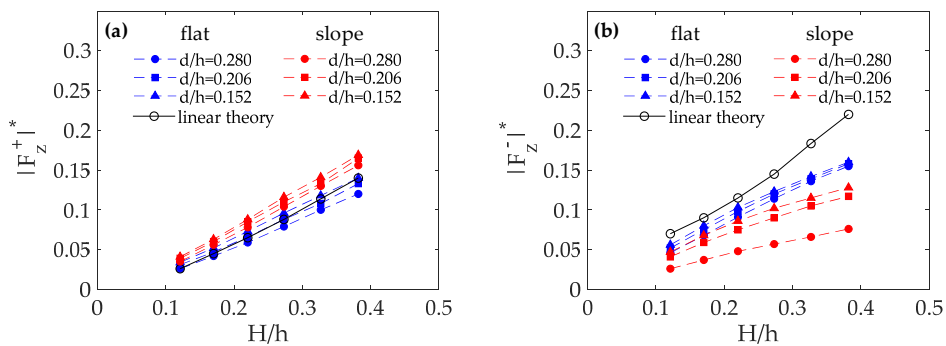 (a) flat slope
d/h=0.280 d/h=0.280
d/h=0.206 d/h=0.206
d/h=0.152 d/h=0.152
linear theory
|F_z^+|^*
0.3
0.25
0.2
0.15
0.1
0.05
0
0 0.1 0.2 0.3 0.4 0.5
H/h
(b) flat slope
d/h=0.280 d/h=0.280
d/h=0.206 d/h=0.206
d/h=0.152 d/h=0.152
linear theory
|F_z^-|^*
0.3
0.25
0.2
0.15
0.1
0.05
0
0 0.1 0.2 0.3 0.4 0.5
H/h